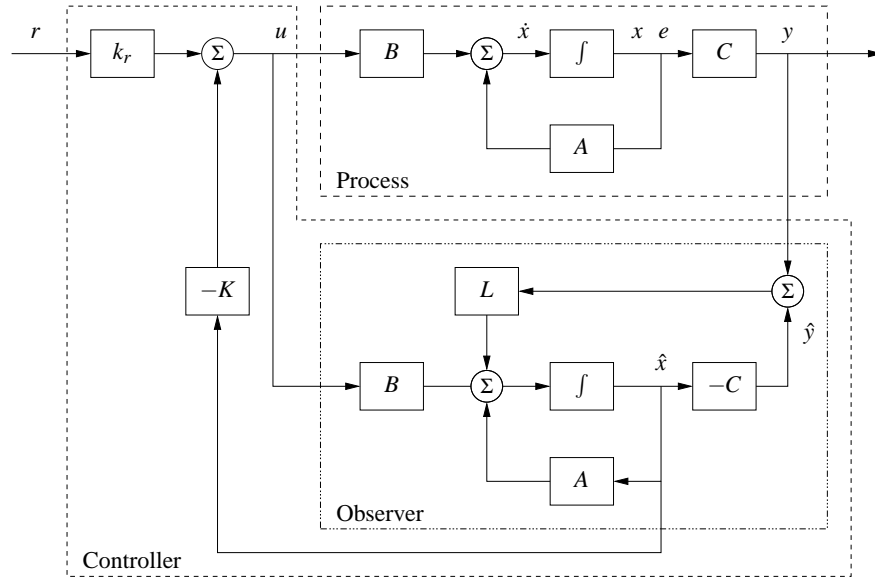 r
k_r
Σ
u
B
Σ
ẋ
∫
x
e
C
y
A
Process
−K
L
Σ
ŷ
B
Σ
∫
x̂
−C
A
Observer
Controller